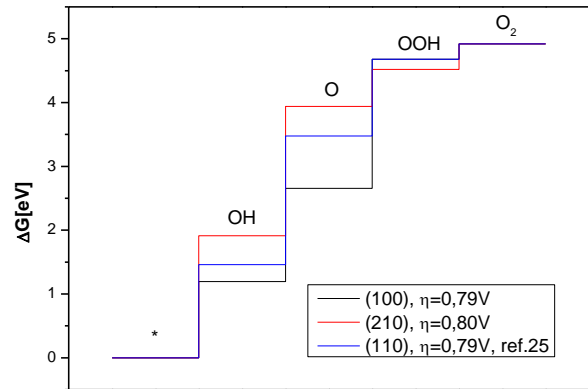 O2
OOH
O
OH
*
5
4
3
2
1
0
ΔG[eV]
(100), η=0,79V
(210), η=0,80V
(110), η=0,79V, ref.25